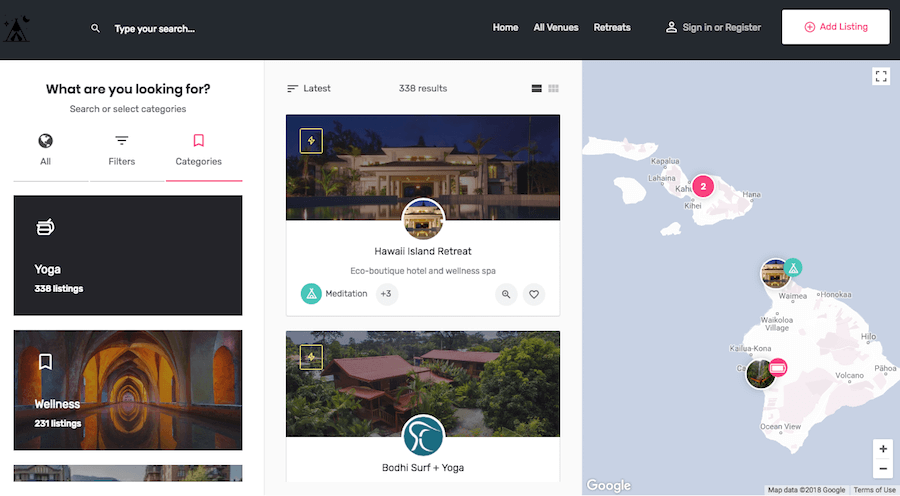 Type your search...
Home
All Venues
Retreats
Sign in or Register
Add Listing
What are you looking for?
Search or select categories
All
Filters
Categories
Yoga
338 listings
Wellness
231 listings
Latest
338 results
Hawaii Island Retreat
Eco-boutique hotel and wellness spa
Meditation
+3
Bodhi Surf + Yoga
Kapalua
Lahaina
Kahu
2
Hana
Kihei
Waimea
Honokaa
Waikoloa
Village
Hilo
Kailua-Kona
Ca
Pāhoa
Volcano
Ocean View
+
−
Google
Map data ©2018 Google
Terms of Use